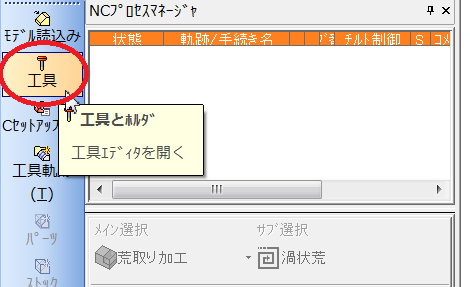 NCﾌﾟﾛｾｽﾏﾈｰｼﾞｬ
ﾓﾃﾞﾙ読込み
状態 軌跡/手続き名 ﾁﾙﾄ制御 S ｺﾒ
工具
工具とﾎﾙﾀﾞ
工具ｴﾃﾞｨﾀを開く
Cｾｯﾄｱｯﾌﾟ
工具軌
(工)
ﾊﾟｰﾂ
ｽﾄｯｸ
ﾒｲﾝ選択 ｻﾌﾞ選択
荒取り加工 渦状荒